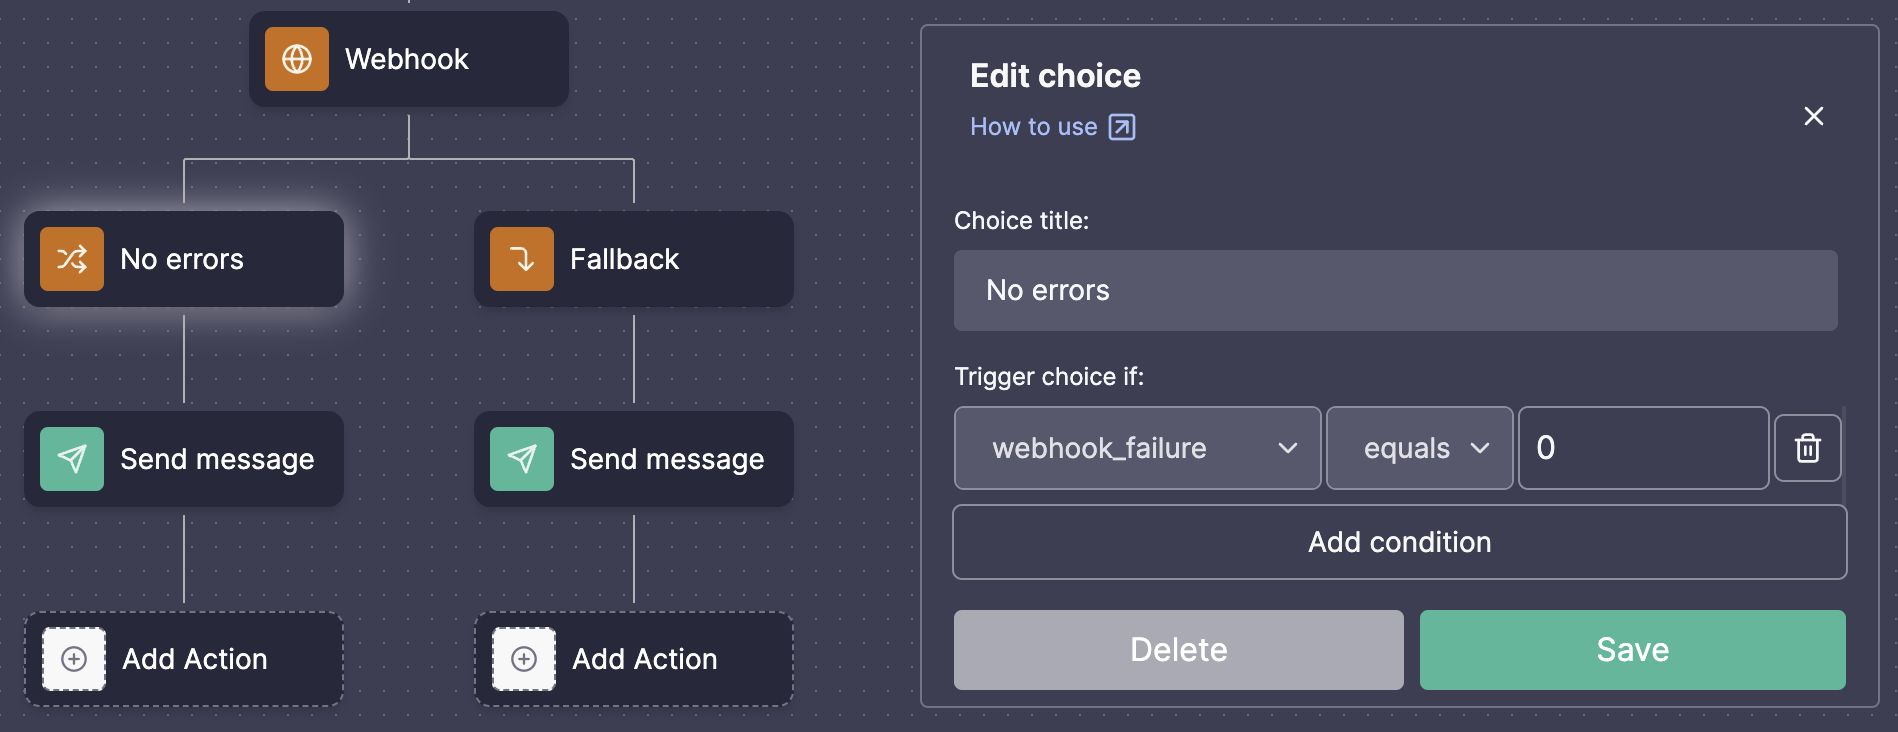 Webhook
No errors
Fallback
Send message
Send message
Add Action
Add Action
Edit choice
How to use
Choice title:
No errors
Trigger choice if:
webhook_failure equals 0
Add condition
Delete Save